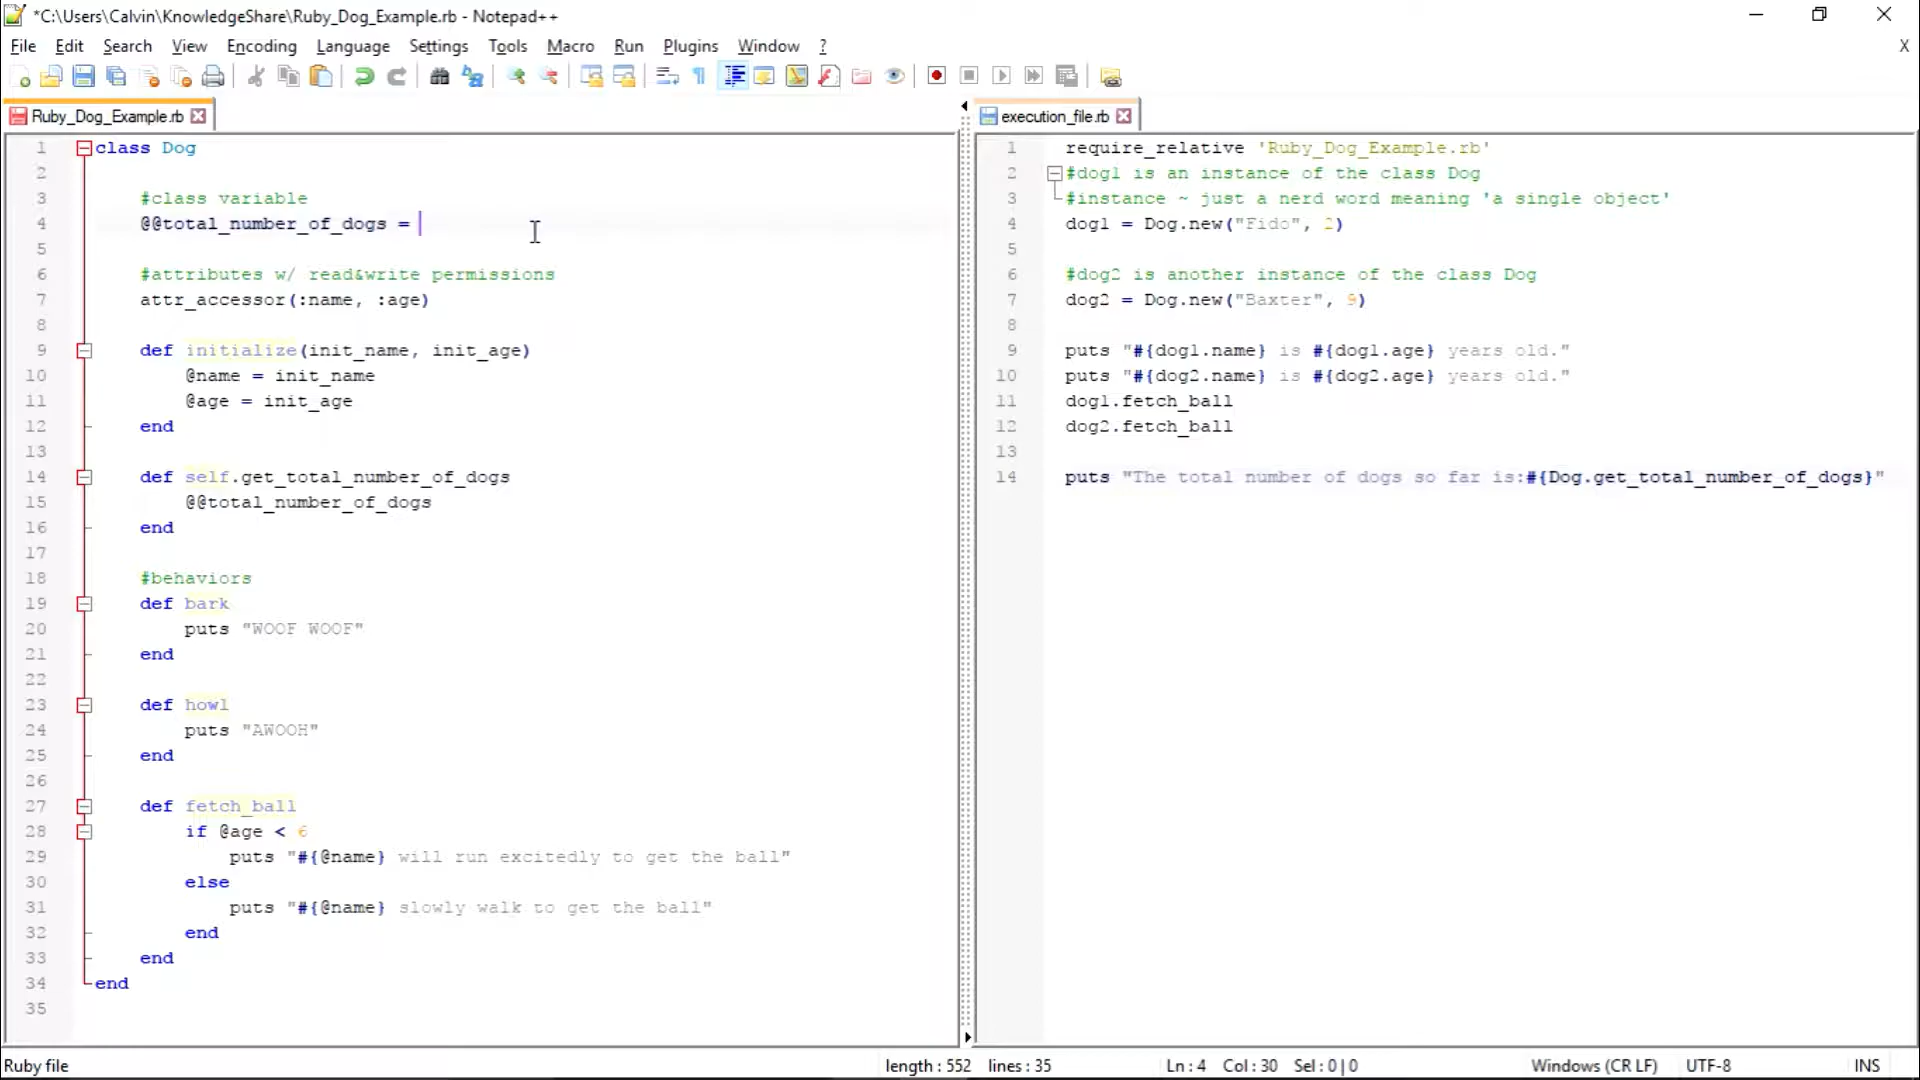 *C:\Users\Calvin\KnowledgeShare\Ruby_Dog_Example.rb - Notepad++
File Edit Search View Encoding Language Settings Tools Macro Run Plugins Window ?
X
Ruby_Dog_Example.rb
1 class Dog
2
3 #class variable
4 @@total_number_of_dogs =
5
6 #attributes w/ read&write permissions
7 attr_accessor(:name, :age)
8
9 def initialize(init_name, init_age)
10 @name = init_name
11 @age = init_age
12 end
13
14 def self.get_total_number_of_dogs
15 @@total_number_of_dogs
16 end
17
18 #behaviors
19 def bark
20 puts "WOOF WOOF"
21 end
22
23 def howl
24 puts "AWOOH"
25 end
26
27 def fetch_ball
28 if @age < 6
29 puts "#{@name} will run excitedly to get the ball"
30 else
31 puts "#{@name} slowly walk to get the ball"
32 end
33 end
34 end
35
execution_file.rb
1 require_relative 'Ruby_Dog_Example.rb'
2 #dog1 is an instance of the class Dog
3 #instance ~ just a nerd word meaning 'a single object'
4 dog1 = Dog.new("Fido", 2)
5
6 #dog2 is another instance of the class Dog
7 dog2 = Dog.new("Baxter", 9)
8
9 puts "#{dog1.name} is #{dog1.age} years old."
10 puts "#{dog2.name} is #{dog2.age} years old."
11 dog1.fetch_ball
12 dog2.fetch_ball
13
14 puts "The total number of dogs so far is:#{Dog.get_total_number_of_dogs}"
Ruby file length : 552 lines : 35 Ln : 4 Col : 30 Sel : 0 | 0 Windows (CR LF) UTF-8 INS